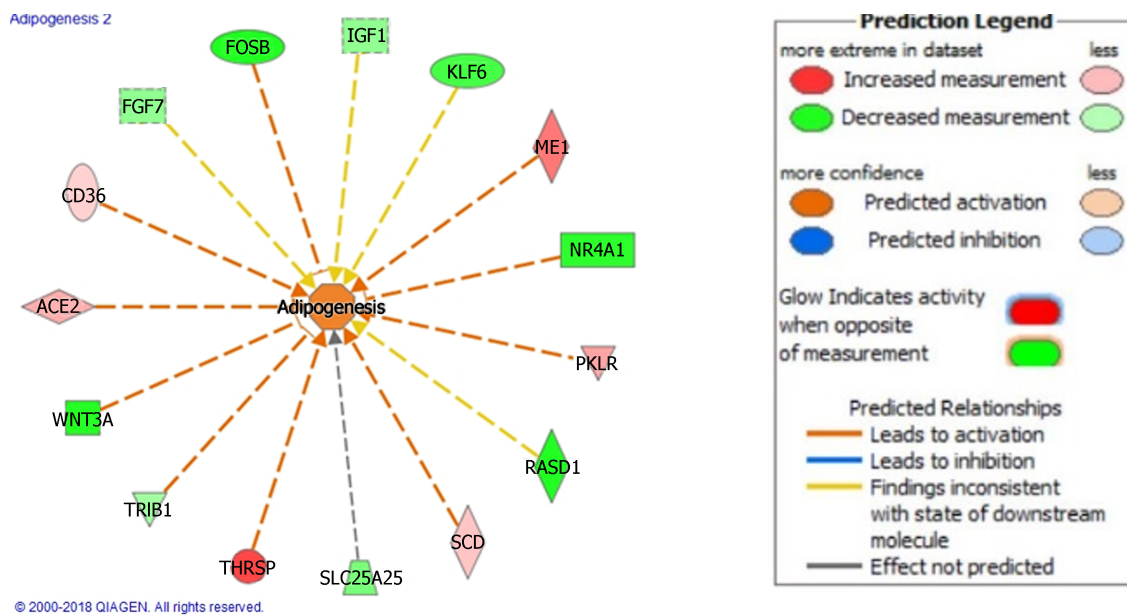 Adipogenesis 2
FOSB
IGF1
KLF6
FGF7
ME1
CD36
NR4A1
ACE2
Adipogenesis
PKLR
WNT3A
RASD1
TRIB1
SCD
THRSP
SLC25A25
© 2000-2018 QIAGEN. All rights reserved.
Prediction Legend
more extreme in dataset less
Increased measurement
Decreased measurement
more confidence less
Predicted activation
Predicted inhibition
Glow Indicates activity
when opposite
of measurement
Predicted Relationships
Leads to activation
Leads to inhibition
Findings inconsistent
with state of downstream
molecule
Effect not predicted